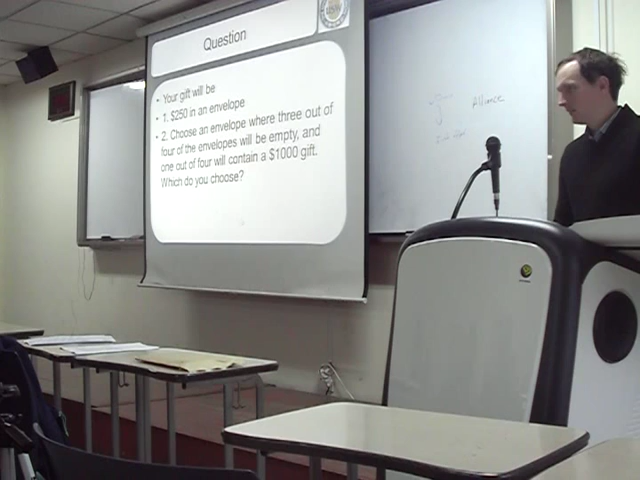 Question
• Your gift will be
• 1. $250 in an envelope
• 2. Choose an envelope where three out of
four of the envelopes will be empty, and
one out of four will contain a $1000 gift.
Which do you choose?
Alliance